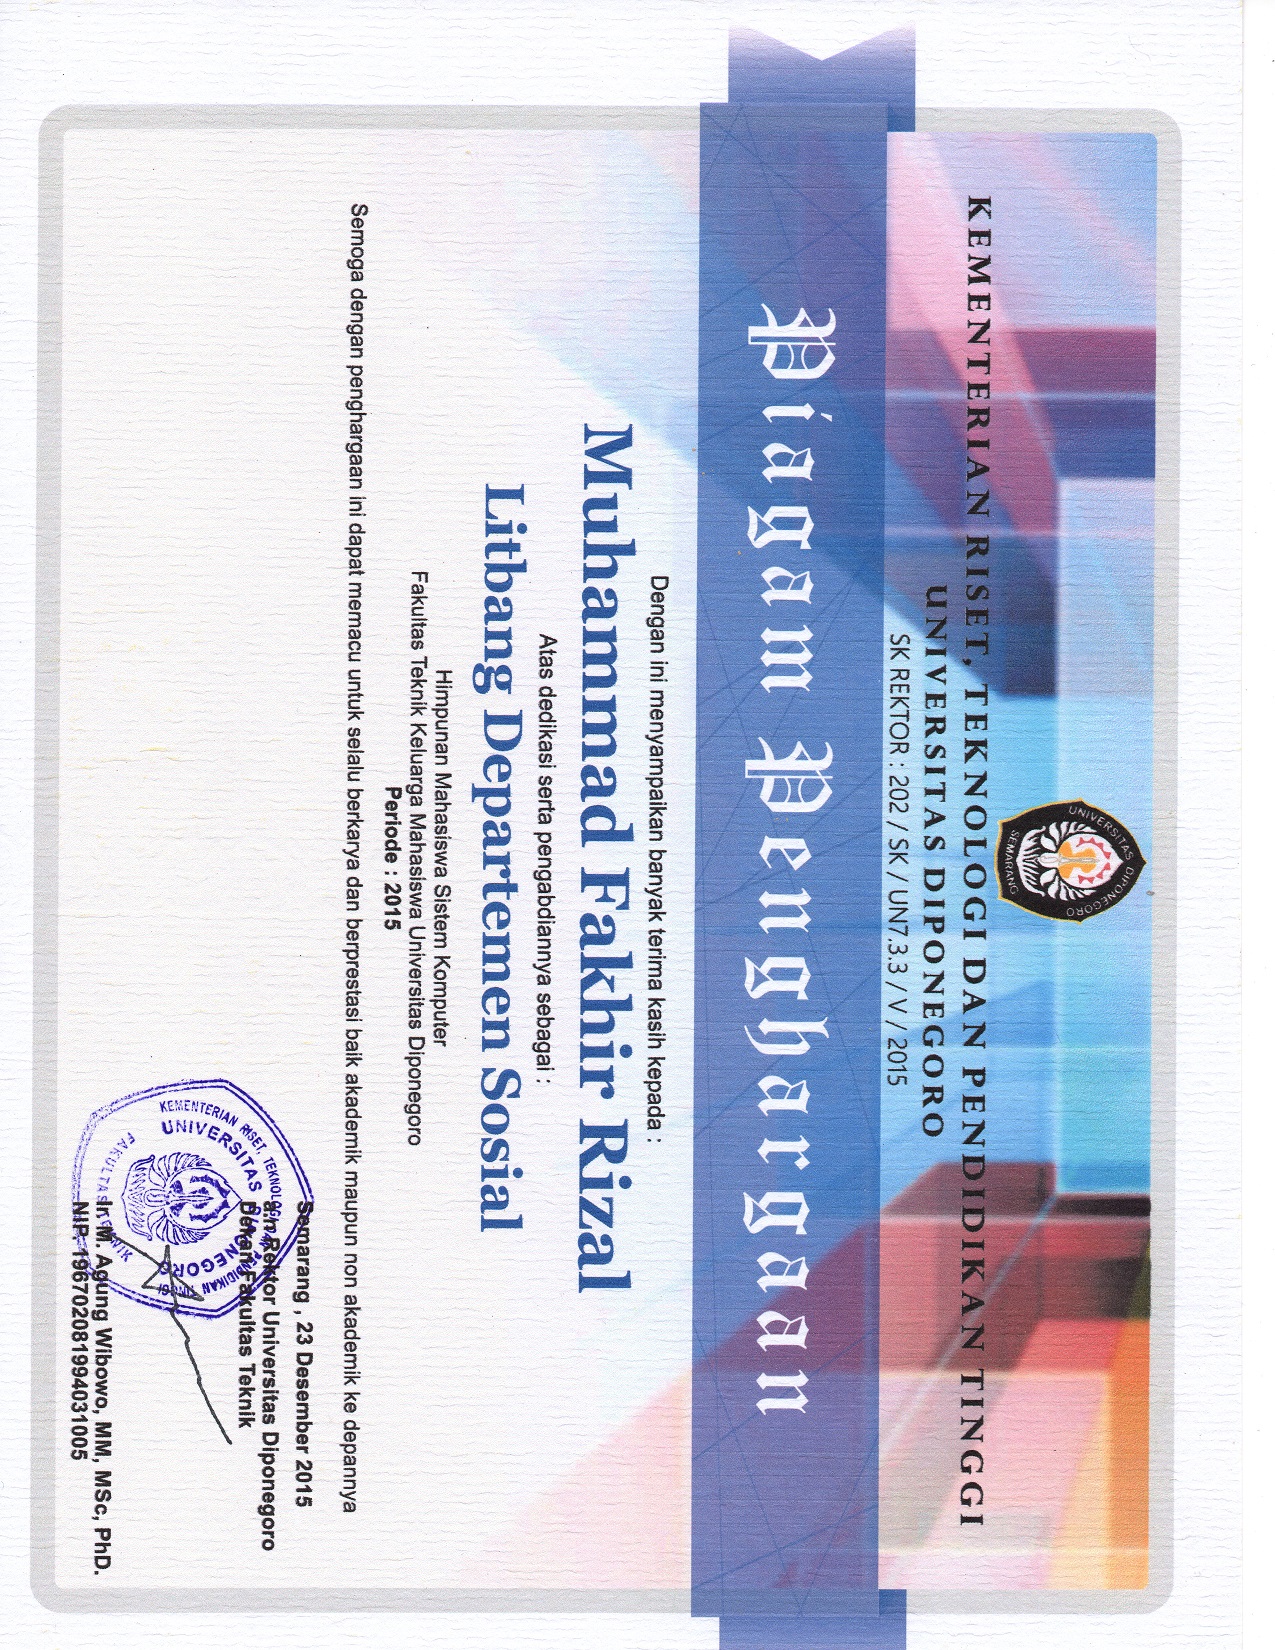 UNIVERSITAS DIPONEGORO
SEMARANG
KEMENTERIAN RISET, TEKNOLOGI DAN PENDIDIKAN TINGGI
UNIVERSITAS DIPONEGORO
SK REKTOR : 202 / SK / UN7.3.3 / V / 2015
Piagam Penghargaan
Dengan ini menyampaikan banyak terima kasih kepada :
Muhammad Fakhir Rizal
Atas dedikasi serta pengabdiannya sebagai :
Litbang Departemen Sosial
Himpunan Mahasiswa Sistem Komputer
Fakultas Teknik Keluarga Mahasiswa Universitas Diponegoro
Periode : 2015
Semoga dengan penghargaan ini dapat memacu untuk selalu berkarya dan berprestasi baik akademik maupun non akademik ke depannya
Semarang , 23 Desember 2015
a.n Rektor Universitas Diponegoro
Dekan Fakultas Teknik
KEMENTERIAN RISET, TEKNOLOGI DAN PENDIDIKAN TINGGI
UNIVERSITAS DIPONEGORO
FAKULTAS TEKNIK
Ir. M. Agung Wibowo, MM, MSc, PhD.
NIP. 196702081994031005